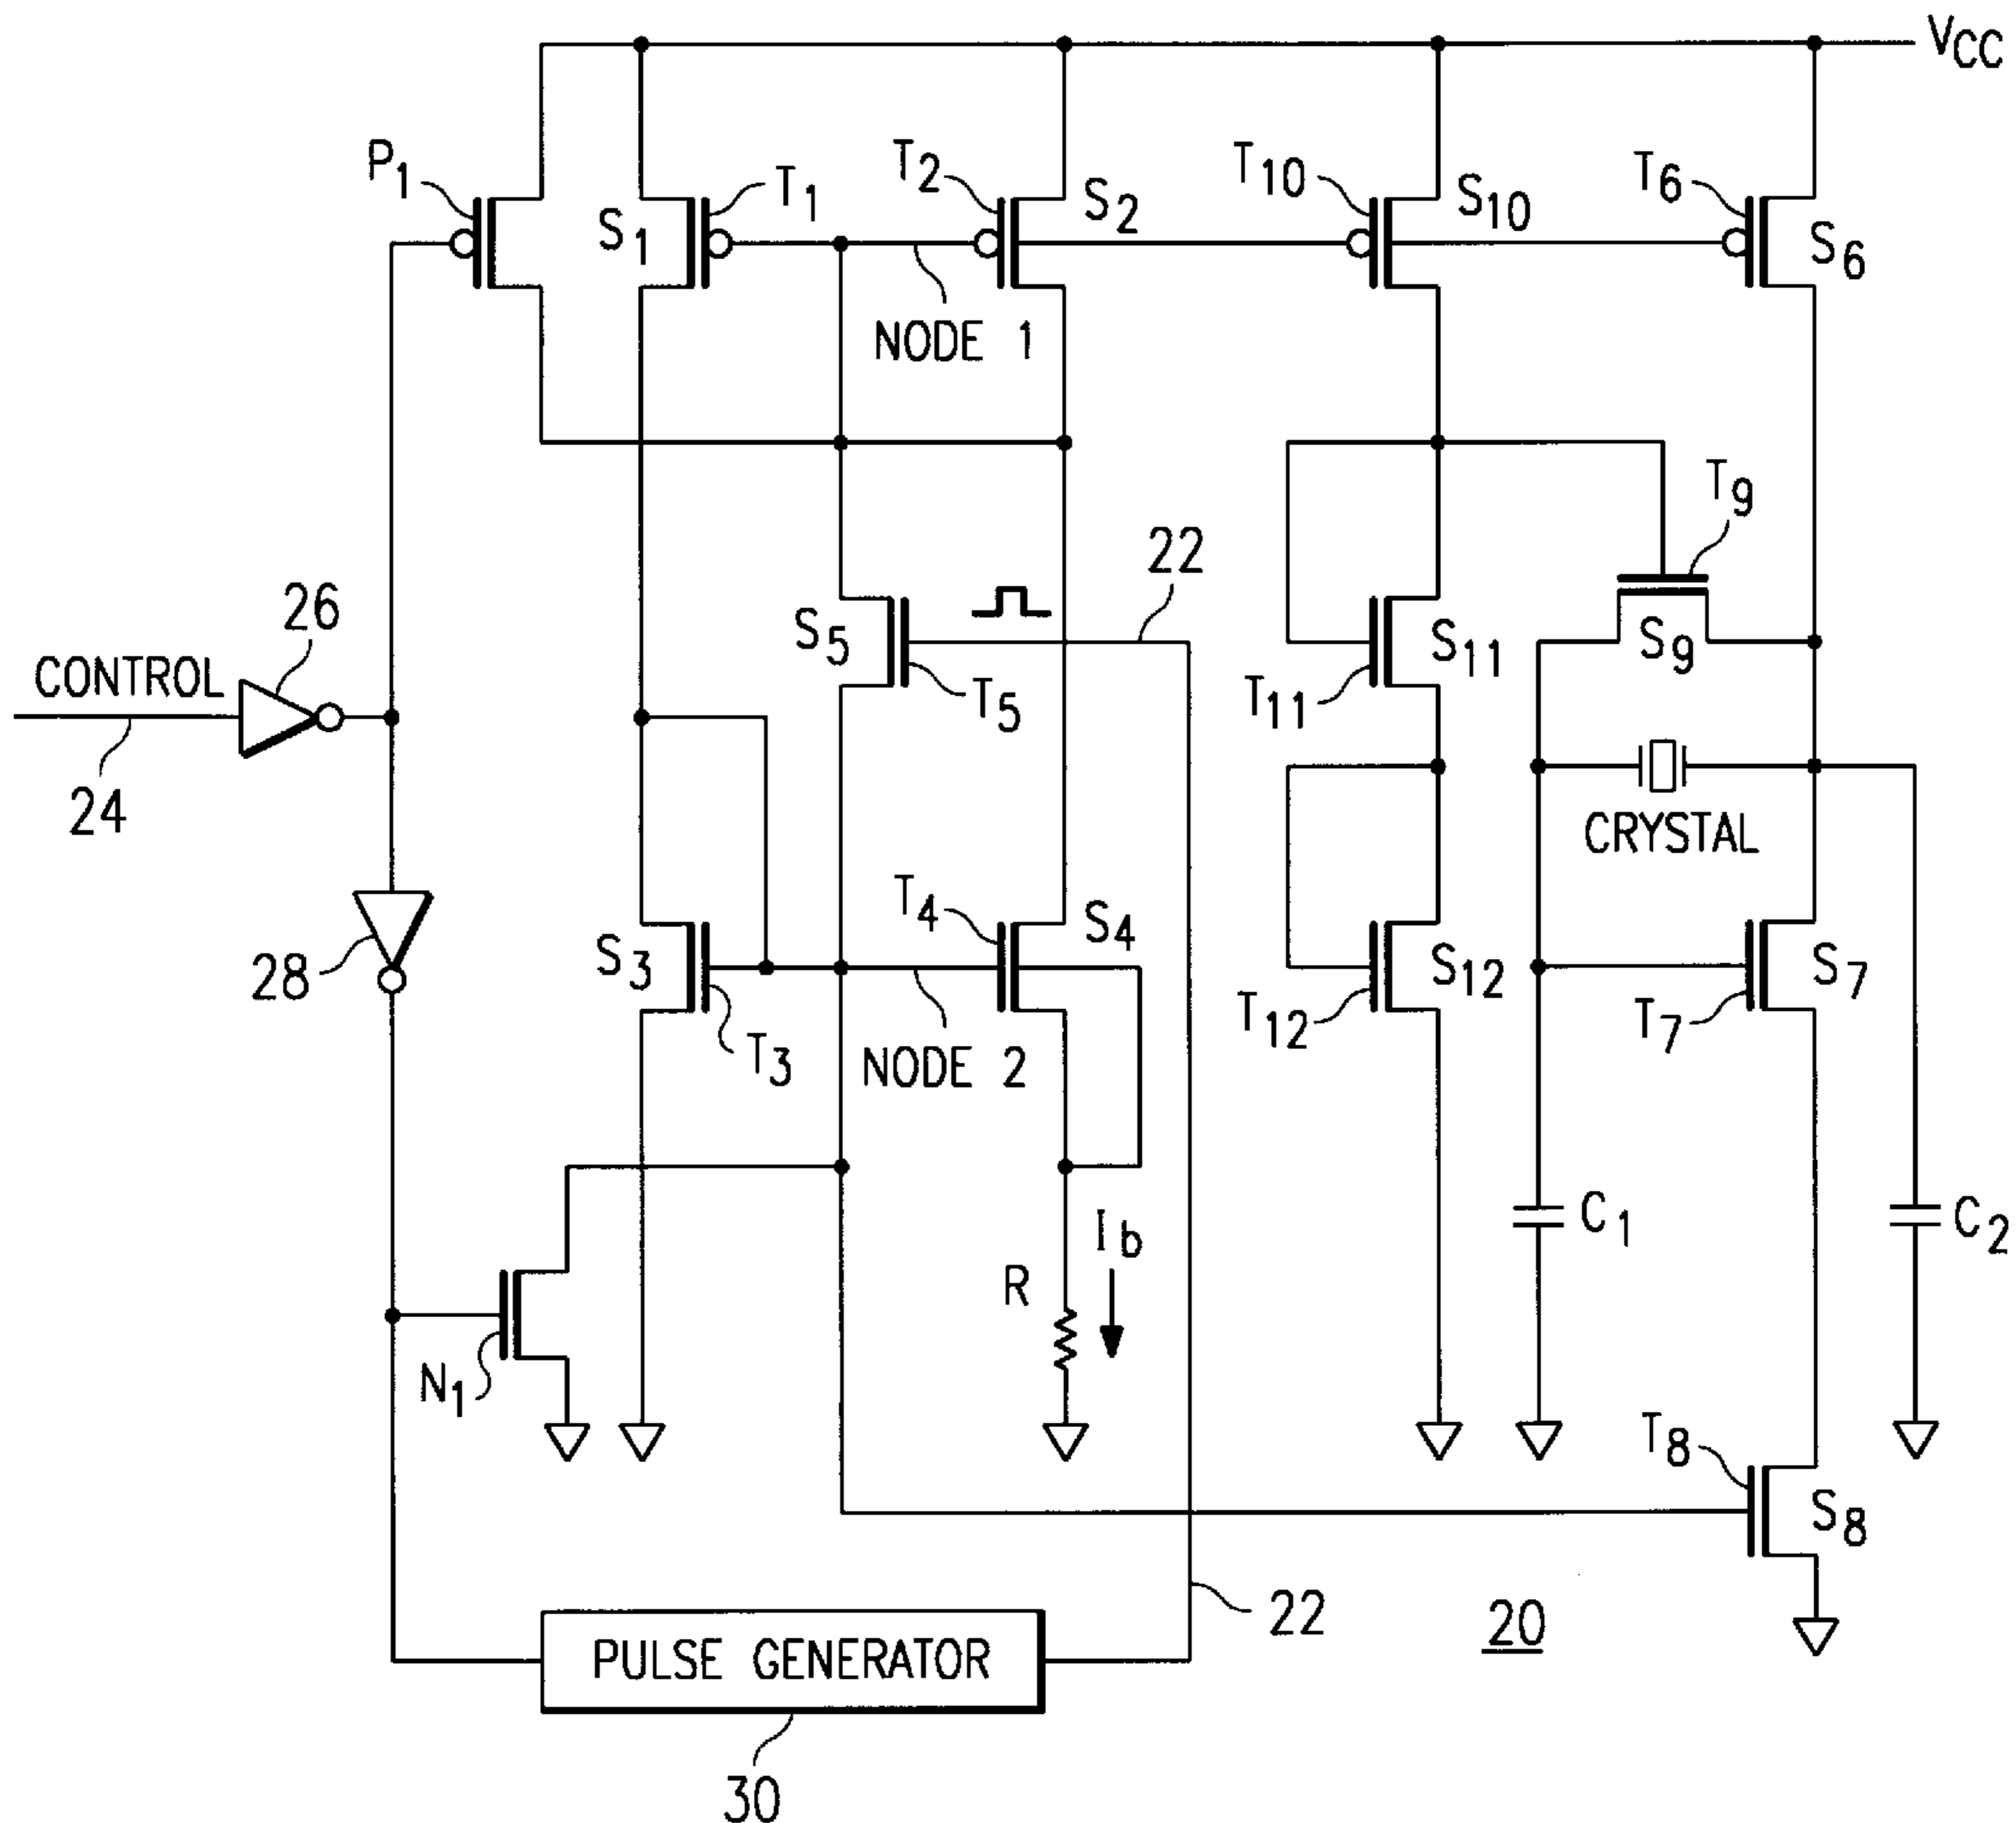 VCC
P1
T1
T2
S2
T10
S10
T6
S6
S1
NODE 1
T9
22
26
S5
S11
S9
CONTROL
T5
T11
24
CRYSTAL
T4
S4
S3
S12
S7
28
T3
NODE 2
T12
T7
Ib
C1
C2
R
N1
T8
S8
22
20
PULSE GENERATOR
30